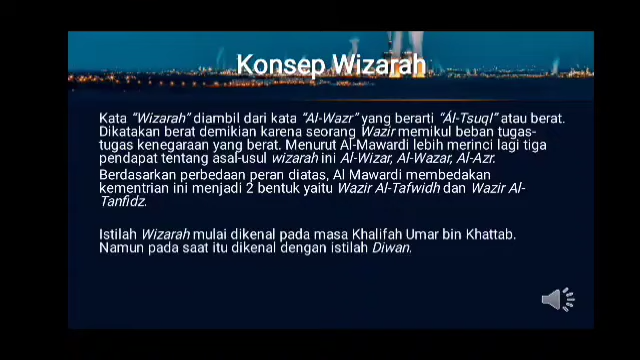 Konsep Wizarah
Kata "Wizarah" diambil dari kata "Al-Wazr" yang berarti "Ál-Tsuql" atau berat.
Dikatakan berat demikian karena seorang Wazir memikul beban tugas-
tugas kenegaraan yang berat. Menurut Al-Mawardi lebih merinci lagi tiga
pendapat tentang asal-usul wizarah ini Al-Wizar, Al-Wazar, Al-Azr.
Berdasarkan perbedaan peran diatas, Al Mawardi membedakan
kementrian ini menjadi 2 bentuk yaitu Wazir Al-Tafwidh dan Wazir Al-
Tanfidz.
Istilah Wizarah mulai dikenal pada masa Khalifah Umar bin Khattab.
Namun pada saat itu dikenal dengan istilah Diwan.